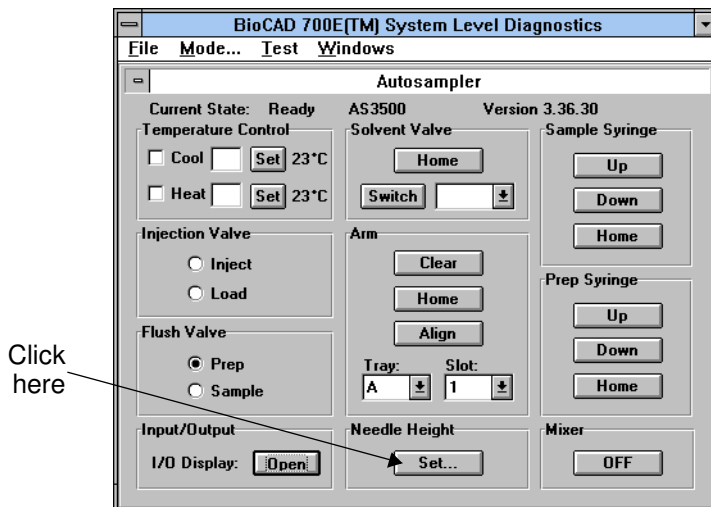 BioCAD 700E(TM) System Level Diagnostics
File Mode... Test Windows
Autosampler
Current State: Ready AS3500 Version 3.36.30
Temperature Control
Cool Set 23°C
Heat Set 23°C
Solvent Valve
Home
Switch
Sample Syringe
Up
Down
Home
Injection Valve
Inject
Load
Arm
Clear
Home
Align
Tray: Slot:
A 1
Prep Syringe
Up
Down
Home
Flush Valve
Prep
Sample
Click
here
Input/Output
I/O Display: Open
Needle Height
Set...
Mixer
OFF